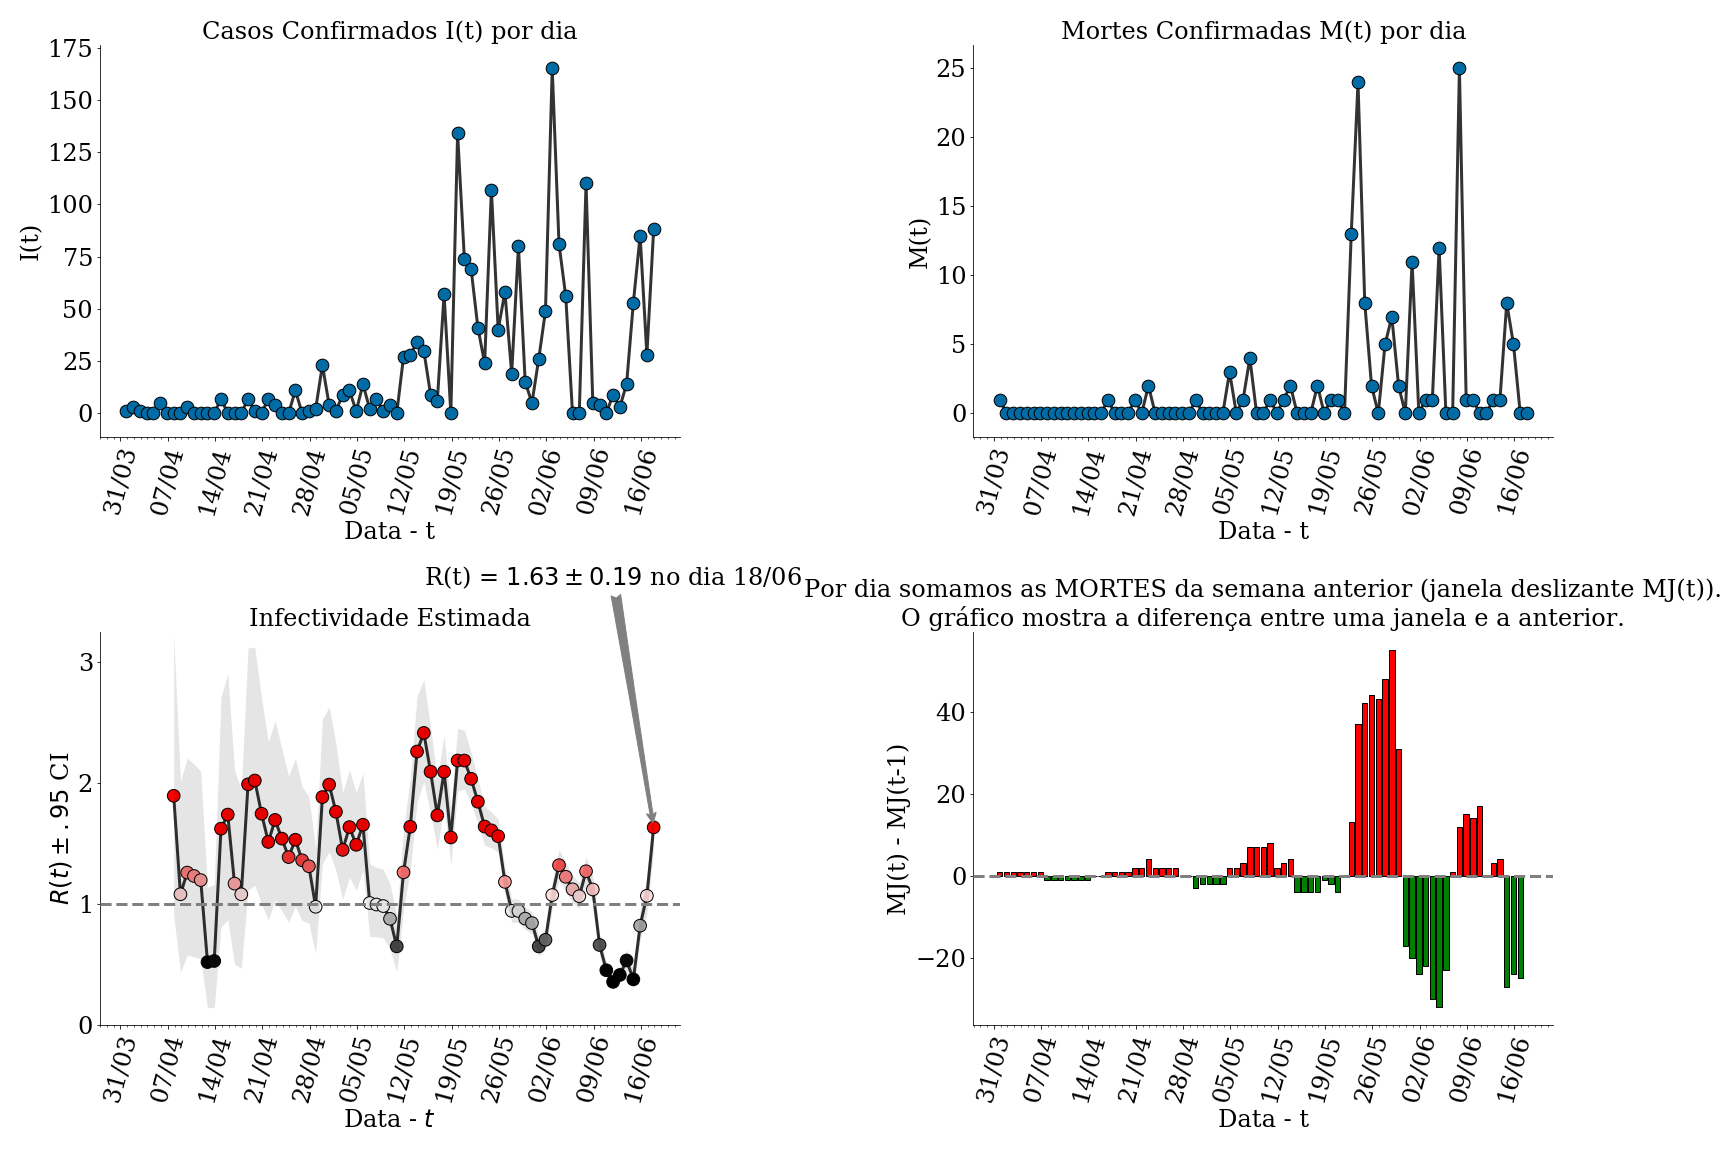 Casos Confirmados I(t) por dia
175
150
125
100
75
50
25
0
I(t)
31/03 07/04 14/04 21/04 28/04 05/05 12/05 19/05 26/05 02/06 09/06 16/06
Data - t
Mortes Confirmadas M(t) por dia
25
20
15
10
5
0
M(t)
31/03 07/04 14/04 21/04 28/04 05/05 12/05 19/05 26/05 02/06 09/06 16/06
Data - t
R(t) = 1.63 ± 0.19 no dia 18/06
Infectividade Estimada
3
2
1
0
R(t) ± .95 CI
31/03 07/04 14/04 21/04 28/04 05/05 12/05 19/05 26/05 02/06 09/06 16/06
Data - t
Por dia somamos as MORTES da semana anterior (janela deslizante MJ(t)).
O gráfico mostra a diferença entre uma janela e a anterior.
40
20
0
−20
MJ(t) - MJ(t-1)
31/03 07/04 14/04 21/04 28/04 05/05 12/05 19/05 26/05 02/06 09/06 16/06
Data - t